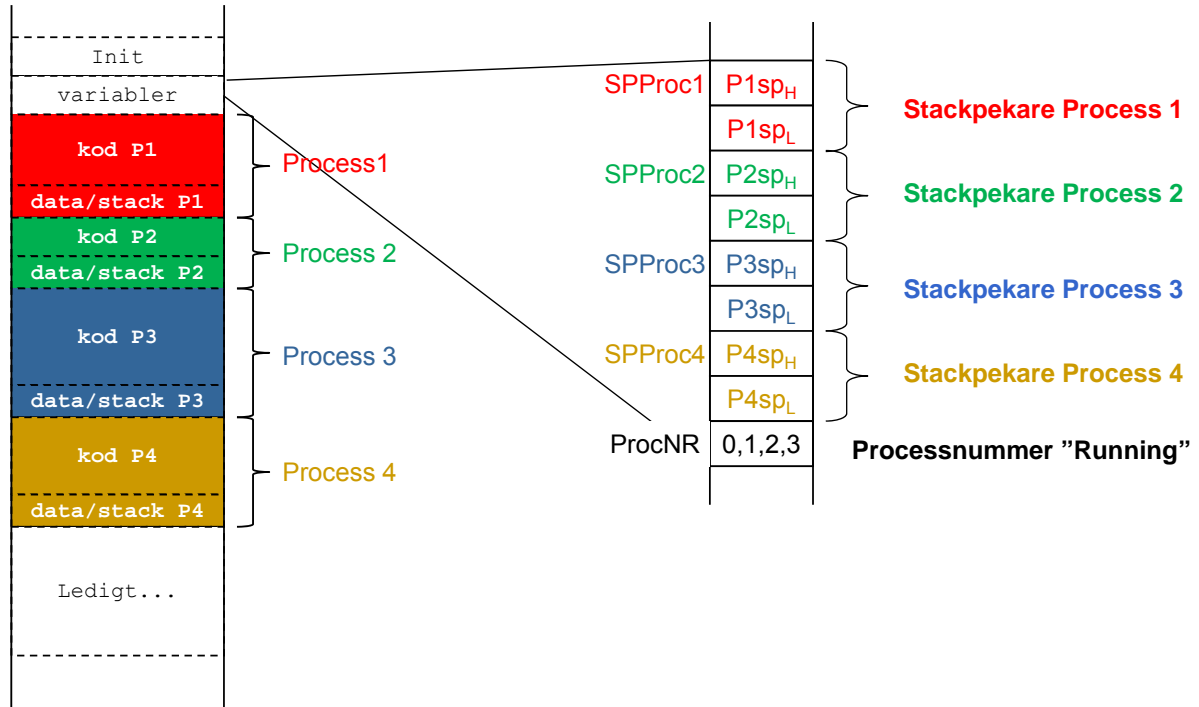 Init
variabler
kod P1
data/stack P1
kod P2
data/stack P2
kod P3
data/stack P3
kod P4
data/stack P4
Ledigt...
Process1
Process 2
Process 3
Process 4
SPProc1
P1spH
P1spL
SPProc2
P2spH
P2spL
SPProc3
P3spH
P3spL
SPProc4
P4spH
P4spL
ProcNR
0,1,2,3
Stackpekare Process 1
Stackpekare Process 2
Stackpekare Process 3
Stackpekare Process 4
Processnummer ”Running”